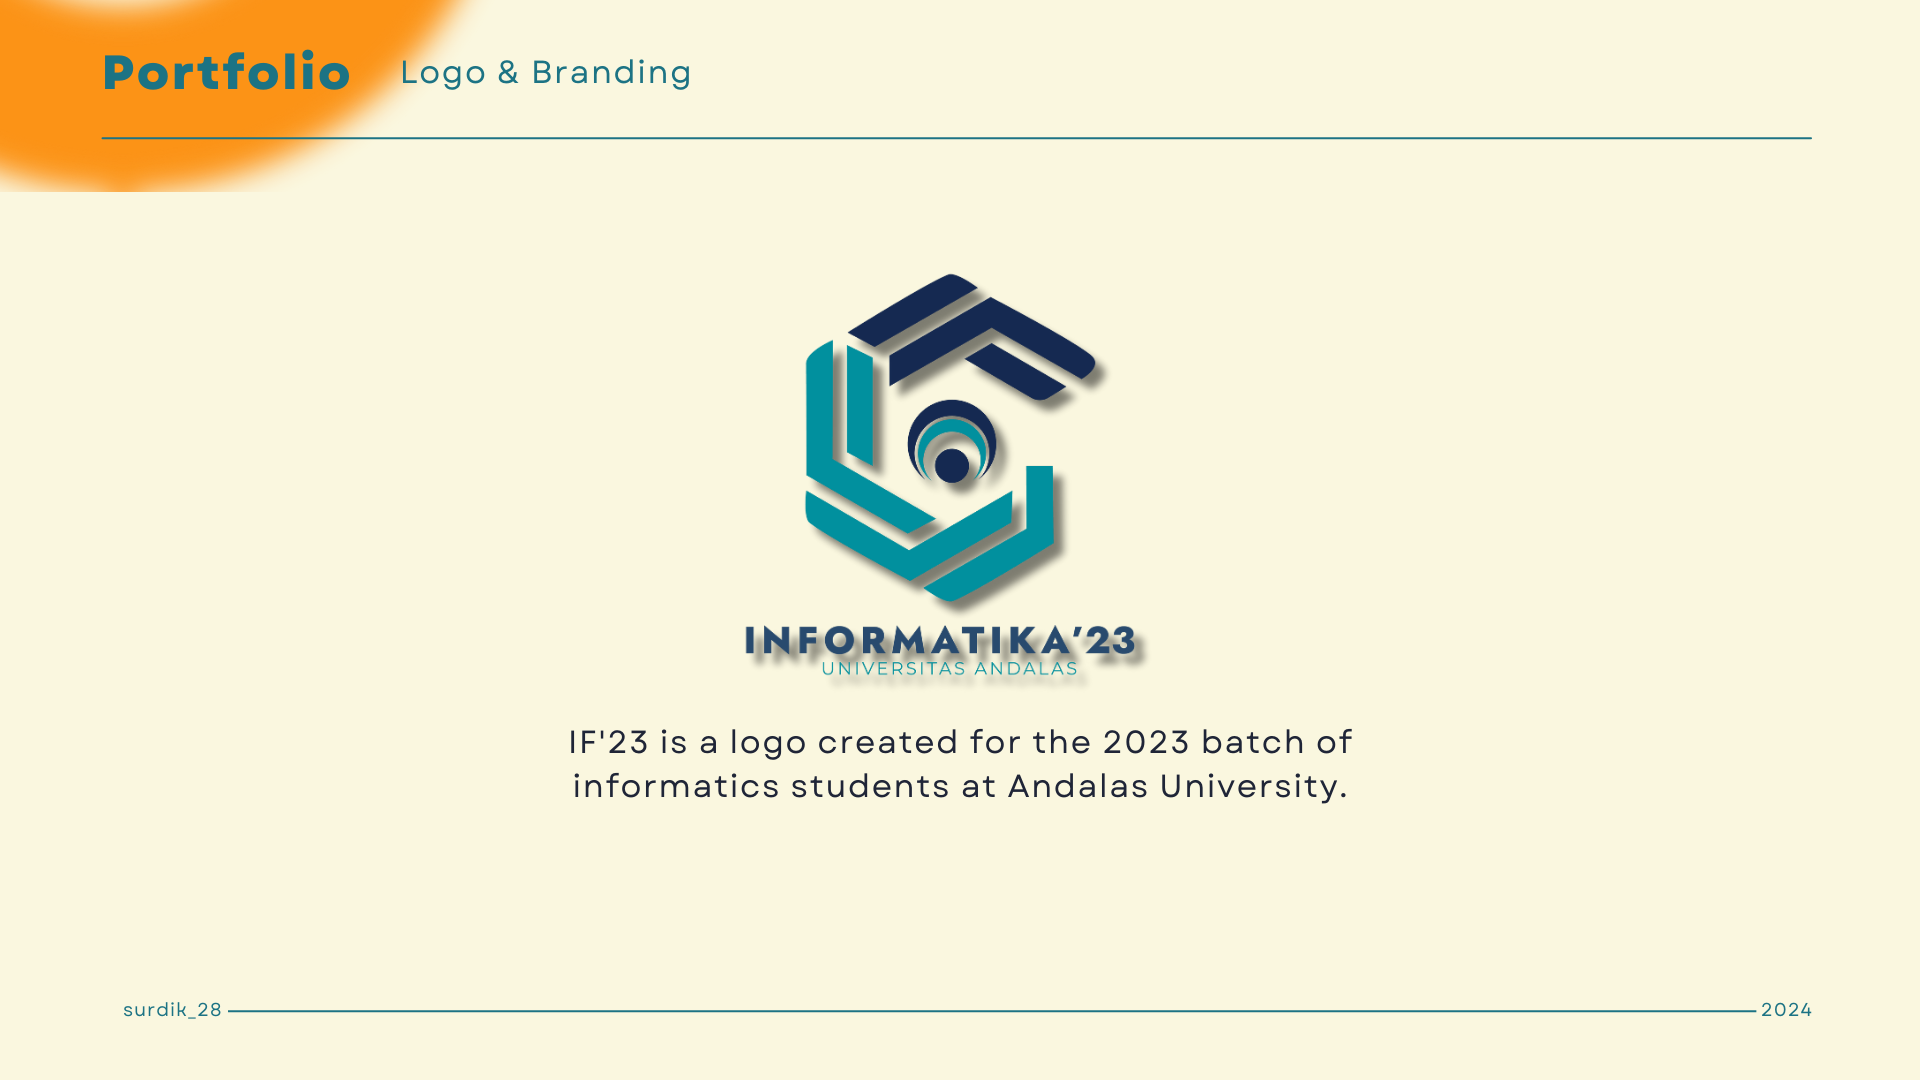 Portfolio
Logo & Branding
INFORMATIKA’23
UNIVERSITAS ANDALAS
IF'23 is a logo created for the 2023 batch of
informatics students at Andalas University.
surdik_28
2024